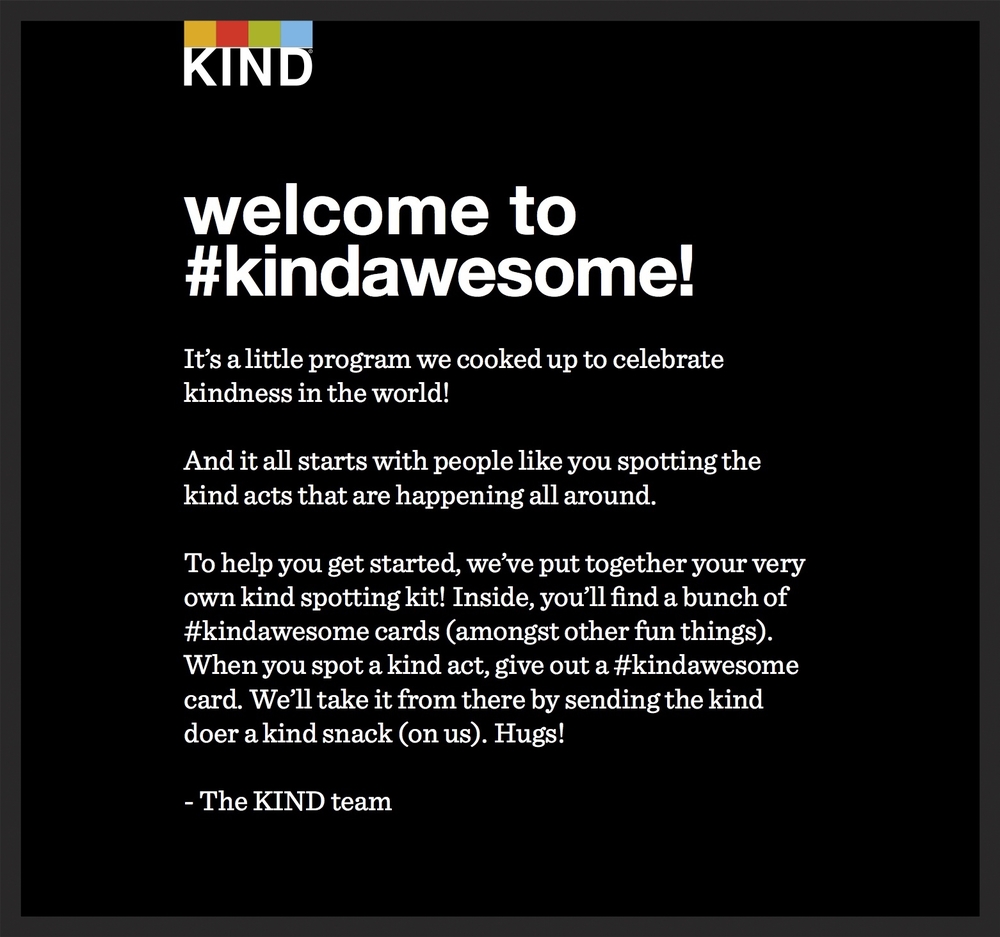 KIND
welcome to
#kindawesome!
It’s a little program we cooked up to celebrate
kindness in the world!
And it all starts with people like you spotting the
kind acts that are happening all around.
To help you get started, we’ve put together your very
own kind spotting kit! Inside, you’ll find a bunch of
#kindawesome cards (amongst other fun things).
When you spot a kind act, give out a #kindawesome
card. We’ll take it from there by sending the kind
doer a kind snack (on us). Hugs!
- The KIND team